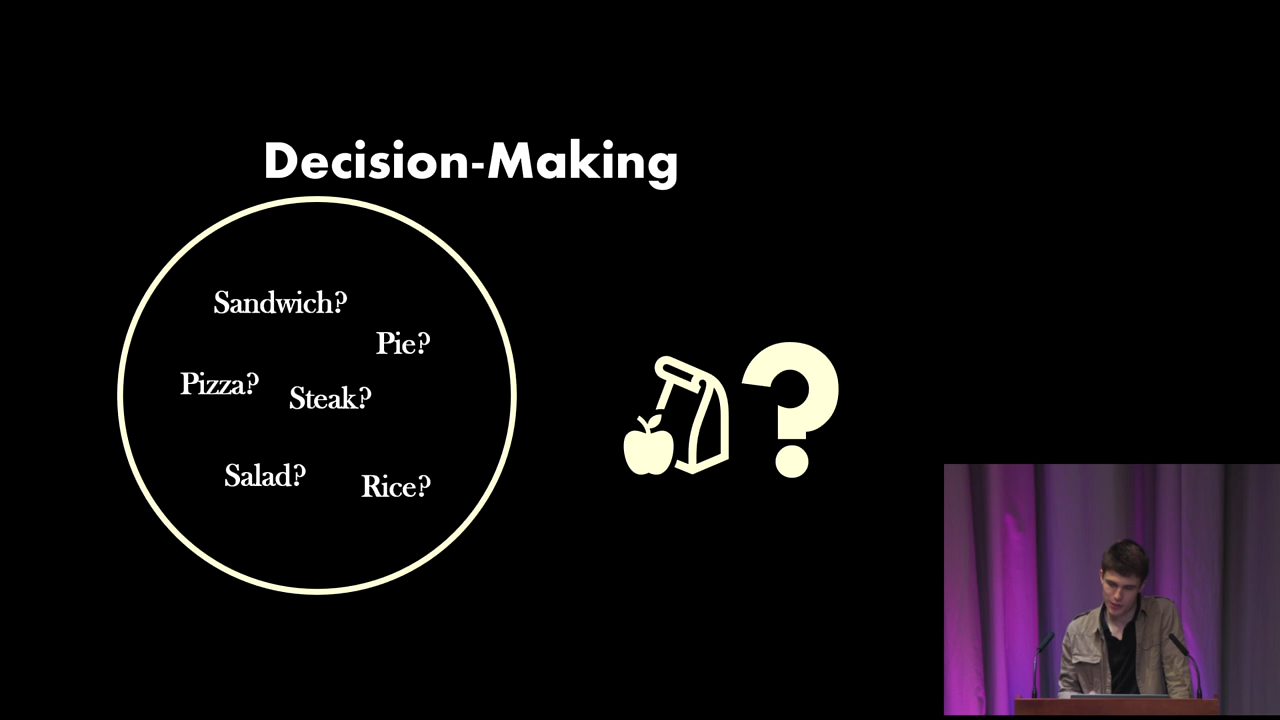 Decision-Making
Sandwich?
Pie?
Pizza?
Steak?
Salad?
Rice?
?